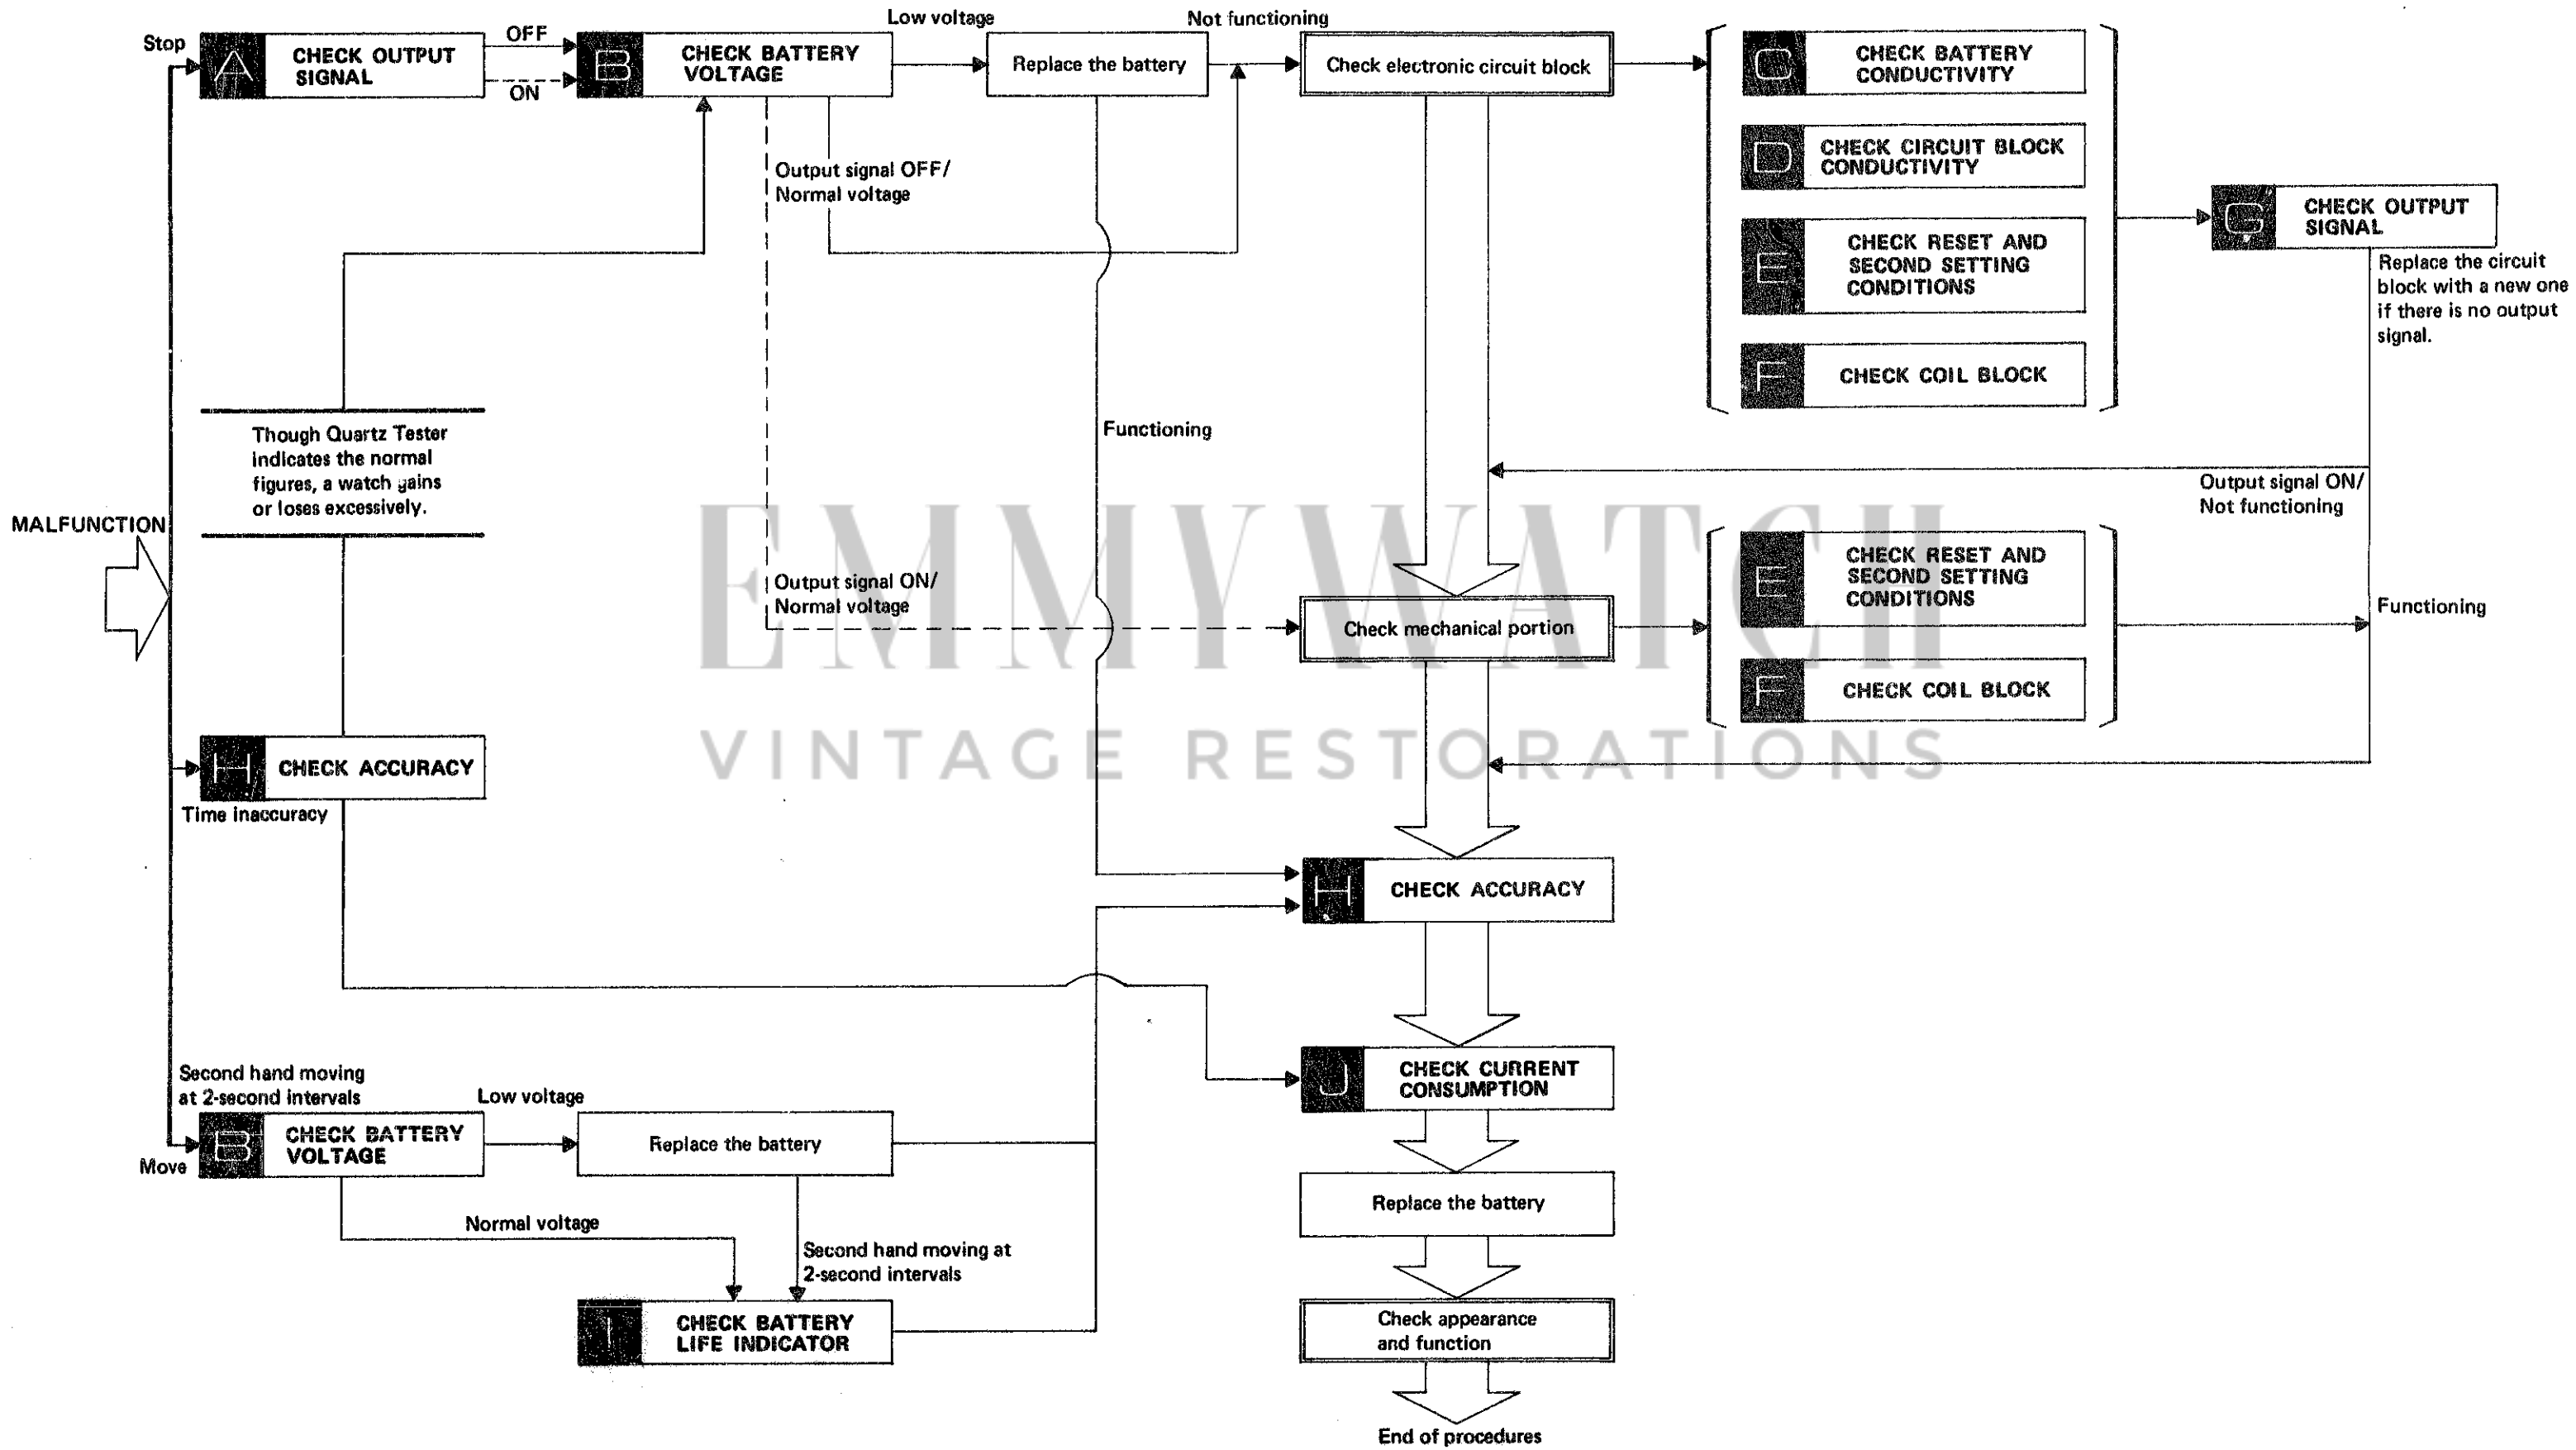 Stop
A
CHECK OUTPUT
SIGNAL
OFF
ON
B
CHECK BATTERY
VOLTAGE
Low voltage
Replace the battery
Not functioning
Check electronic circuit block
C
CHECK BATTERY
CONDUCTIVITY
D
CHECK CIRCUIT BLOCK
CONDUCTIVITY
E
CHECK RESET AND
SECOND SETTING
CONDITIONS
F
CHECK COIL BLOCK
G
CHECK OUTPUT
SIGNAL
Replace the circuit
block with a new one
if there is no output
signal.
Output signal OFF/
Normal voltage
Functioning
Though Quartz Tester
indicates the normal
figures, a watch gains
or loses excessively.
MALFUNCTION
Output signal ON/
Not functioning
EMMYWATCH
VINTAGE RESTORATIONS
Output signal ON/
Normal voltage
Check mechanical portion
E
CHECK RESET AND
SECOND SETTING
CONDITIONS
F
CHECK COIL BLOCK
Functioning
H
CHECK ACCURACY
Time inaccuracy
H
CHECK ACCURACY
J
CHECK CURRENT
CONSUMPTION
Second hand moving
at 2-second intervals
B
CHECK BATTERY
VOLTAGE
Move
Low voltage
Replace the battery
Normal voltage
Second hand moving at
2-second intervals
I
CHECK BATTERY
LIFE INDICATOR
Replace the battery
Check appearance
and function
End of procedures